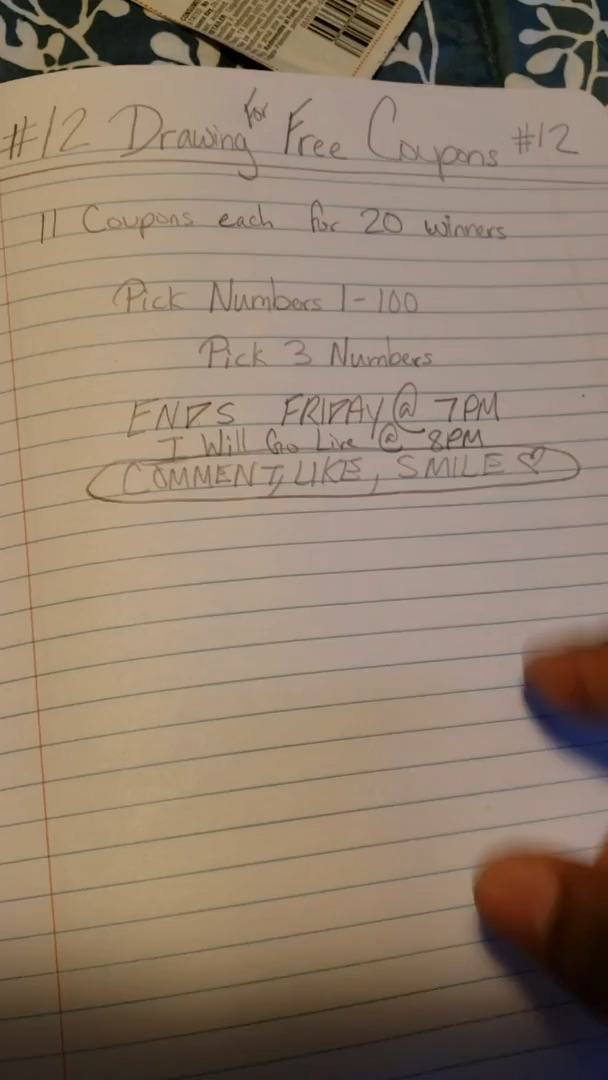 #12 Drawing For Free Coupons #12
11 Coupons each for 20 winners
Pick Numbers 1-100
Pick 3 Numbers
ENDS FRIDAY @ 7PM
I Will Go Live @ 8PM
COMMENT, LIKE, SMILE ♡